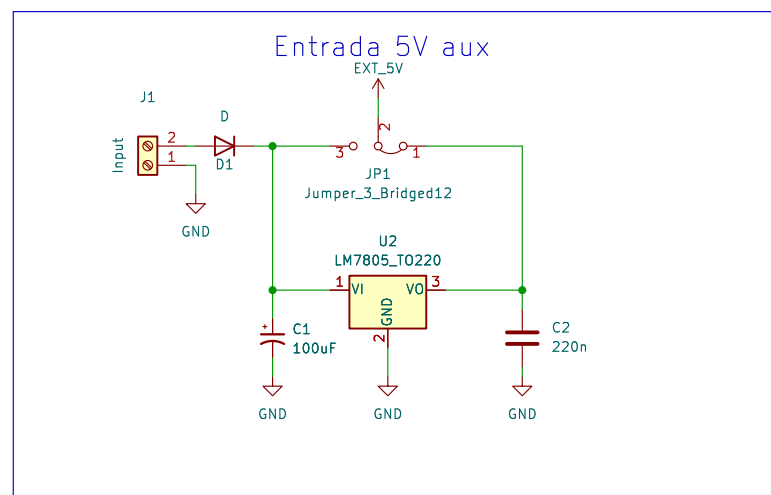 Entrada 5V aux
EXT_5V
J1
D
2
2
1
Input
D1
3
1
JP1
Jumper_3_Bridged12
GND
U2
LM7805_TO220
1
VI
VO
3
GND
2
+
C1
100uF
C2
220n
GND
GND
GND